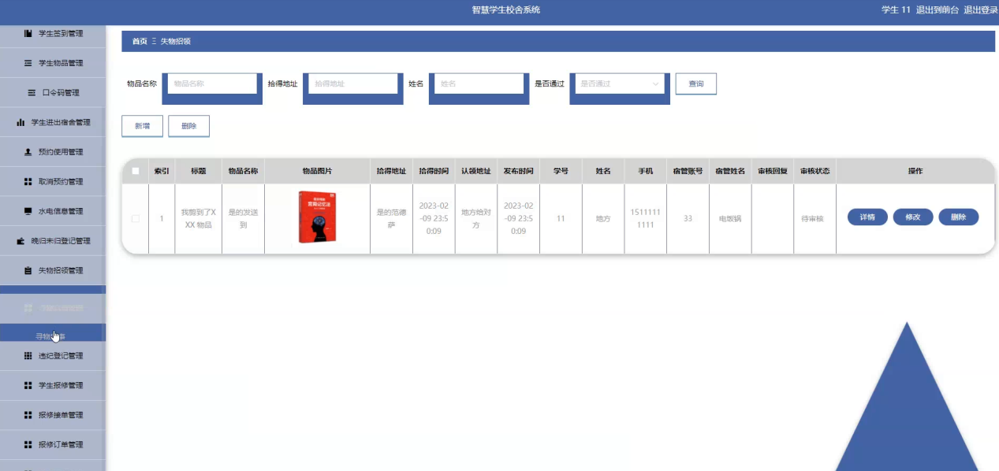 智慧学生校舍系统
学生 11 退出到前台 退出登录
学生签到管理
学生物品管理
口令码管理
学生进出宿舍管理
预约使用管理
取消预约管理
水电信息管理
晚归未归登记管理
失物招领管理
违纪登记管理
学生报修管理
报修接单管理
报修订单管理
首页 Ξ 失物招领
物品名称 物品名称 拾得地址 拾得地址 姓名 姓名 是否通过 是否通过 查询
新增 删除
索引 标题 物品名称 物品图片 拾得地址 拾得时间 认领地址 发布时间 学号 姓名 手机 宿管账号 宿管姓名 审核回复 审核状态 操作
1 我剪到了X
XX 物品
是的发送
到
是的范德
萨
2023-02
-09 23:5
0:09
地方给对
方
2023-02
-09 23:5
0:09
11
地方
1511111
1111
33
电饭锅
待审核
详情 修改 删除